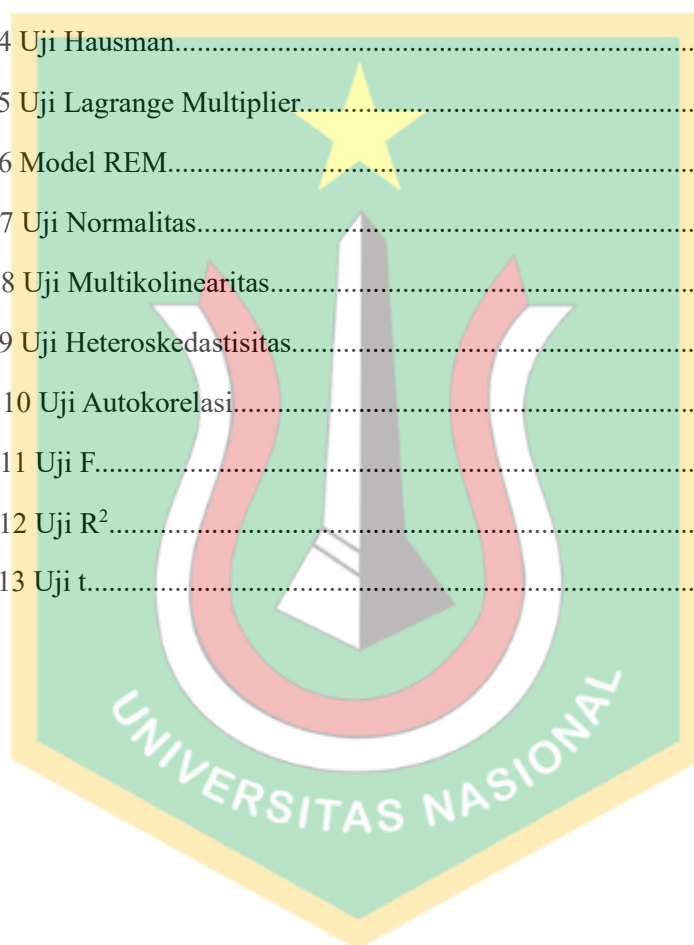 4 Uji Hausman.....................................................................
5 Uji Lagrange Multiplier.....................................................
6 Model REM......................................................................
7 Uji Normalitas..................................................................
8 Uji Multikolinearitas........................................................
9 Uji Heteroskedastisitas.....................................................
10 Uji Autokorelasi.............................................................
11 Uji F................................................................................
12 Uji R²..............................................................................
13 Uji t.................................................................................
UNIVERSITAS NASIONAL